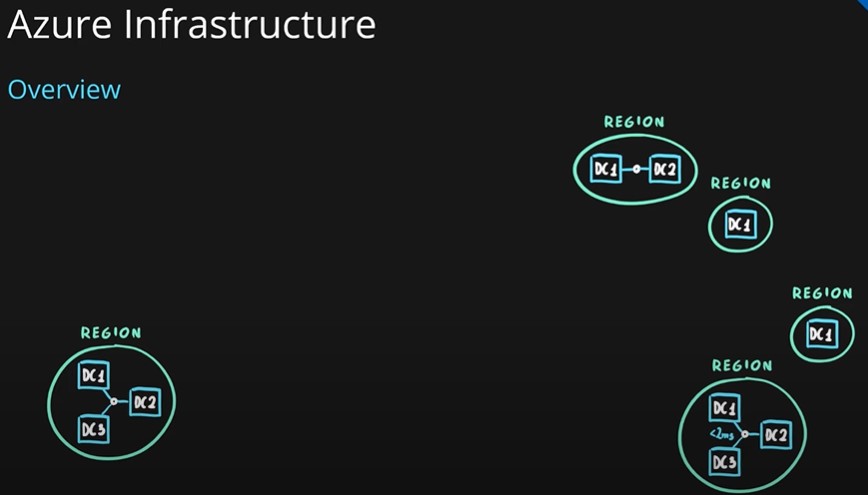 Azure Infrastructure
Overview
REGION
DC1 DC2
REGION
DC1
REGION
DC1
REGION
DC1
DC2
DC3
REGION
DC1
<2ms DC2
DC3